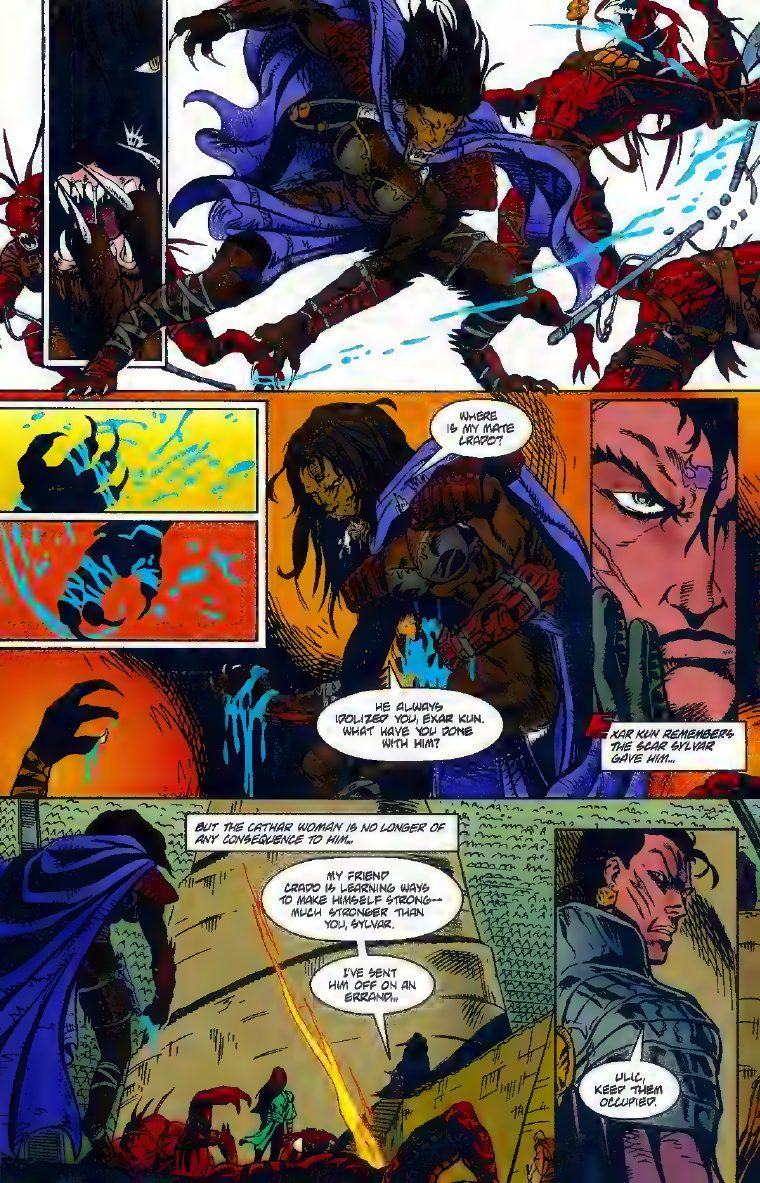 WHERE
IS MY MATE
CRADO?
HE ALWAYS
IDOLIZED YOU, EXAR KUN.
WHAT HAVE YOU DONE
WITH HIM?
EXAR KUN REMEMBERS
THE SCAR SYLVAR
GAVE HIM...
BUT THE CATHAR WOMAN IS NO LONGER OF
ANY CONSEQUENCE TO HIM...
MY FRIEND
CRADO IS LEARNING WAYS
TO MAKE HIMSELF STRONG--
MUCH STRONGER THAN
YOU, SYLVAR.
I'VE SENT
HIM OFF ON AN
ERRAND...
ULIC,
KEEP THEM
OCCUPIED.